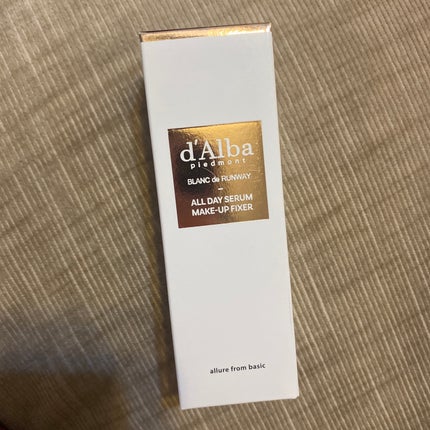 d'Alba
piedmont
BLANC de RUNWAY
–
ALL DAY SERUM
MAKE-UP FIXER
allure from basic